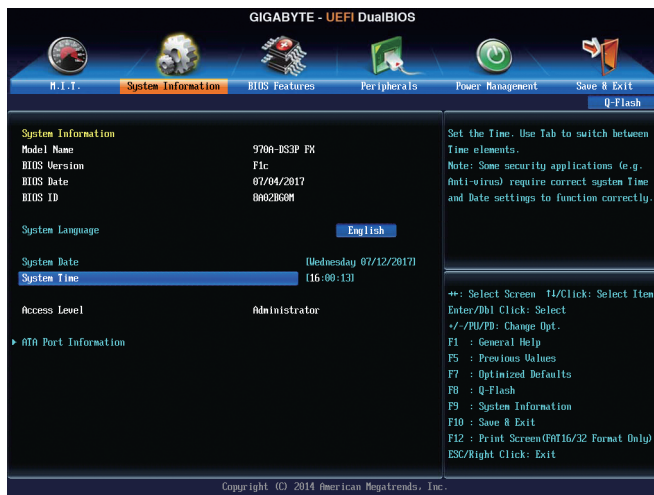 GIGABYTE - UEFI DualBIOS
M.I.T. System Information BIOS Features Peripherals Power Management Save & Exit
Q-Flash
System Information
Model Name 970A-DS3P FX
BIOS Version F1c
BIOS Date 07/04/2017
BIOS ID 8A02BG0M
System Language English
System Date [Wednesday 07/12/2017]
System Time [16:00:13]
Access Level Administrator
ATA Port Information
Set the Time. Use Tab to switch between
Time elements.
Note: Some security applications (e.g.
Anti-virus) require correct system Time
and Date settings to function correctly.
↔: Select Screen ↑↓/Click: Select Item
Enter/Dbl Click: Select
+/-/PU/PD: Change Opt.
F1 : General Help
F5 : Previous Values
F7 : Optimized Defaults
F8 : Q-Flash
F9 : System Information
F10 : Save & Exit
F12 : Print Screen(FAT16/32 Format Only)
ESC/Right Click: Exit
Copyright (C) 2014 American Megatrends, Inc.